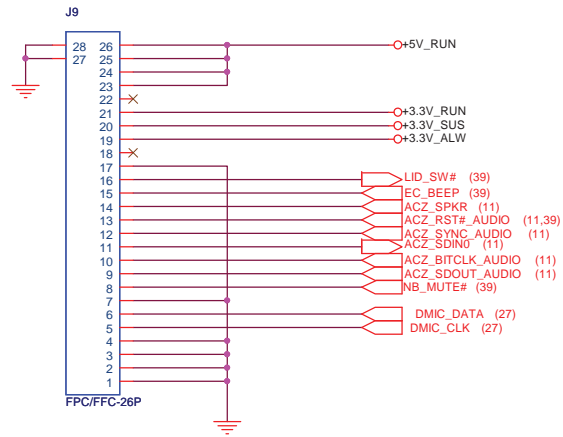 J9
28 26 +5V_RUN
27 25
24
23
22
21 +3.3V_RUN
20 +3.3V_SUS
19 +3.3V_ALW
18
17
16 LID_SW# (39)
15 EC_BEEP (39)
14 ACZ_SPKR (11)
13 ACZ_RST#_AUDIO (11,39)
12 ACZ_SYNC_AUDIO (11)
11 ACZ_SDIN0 (11)
10 ACZ_BITCLK_AUDIO (11)
9 ACZ_SDOUT_AUDIO (11)
8 NB_MUTE# (39)
7
6 DMIC_DATA (27)
5 DMIC_CLK (27)
4
3
2
1
FPC/FFC-26P